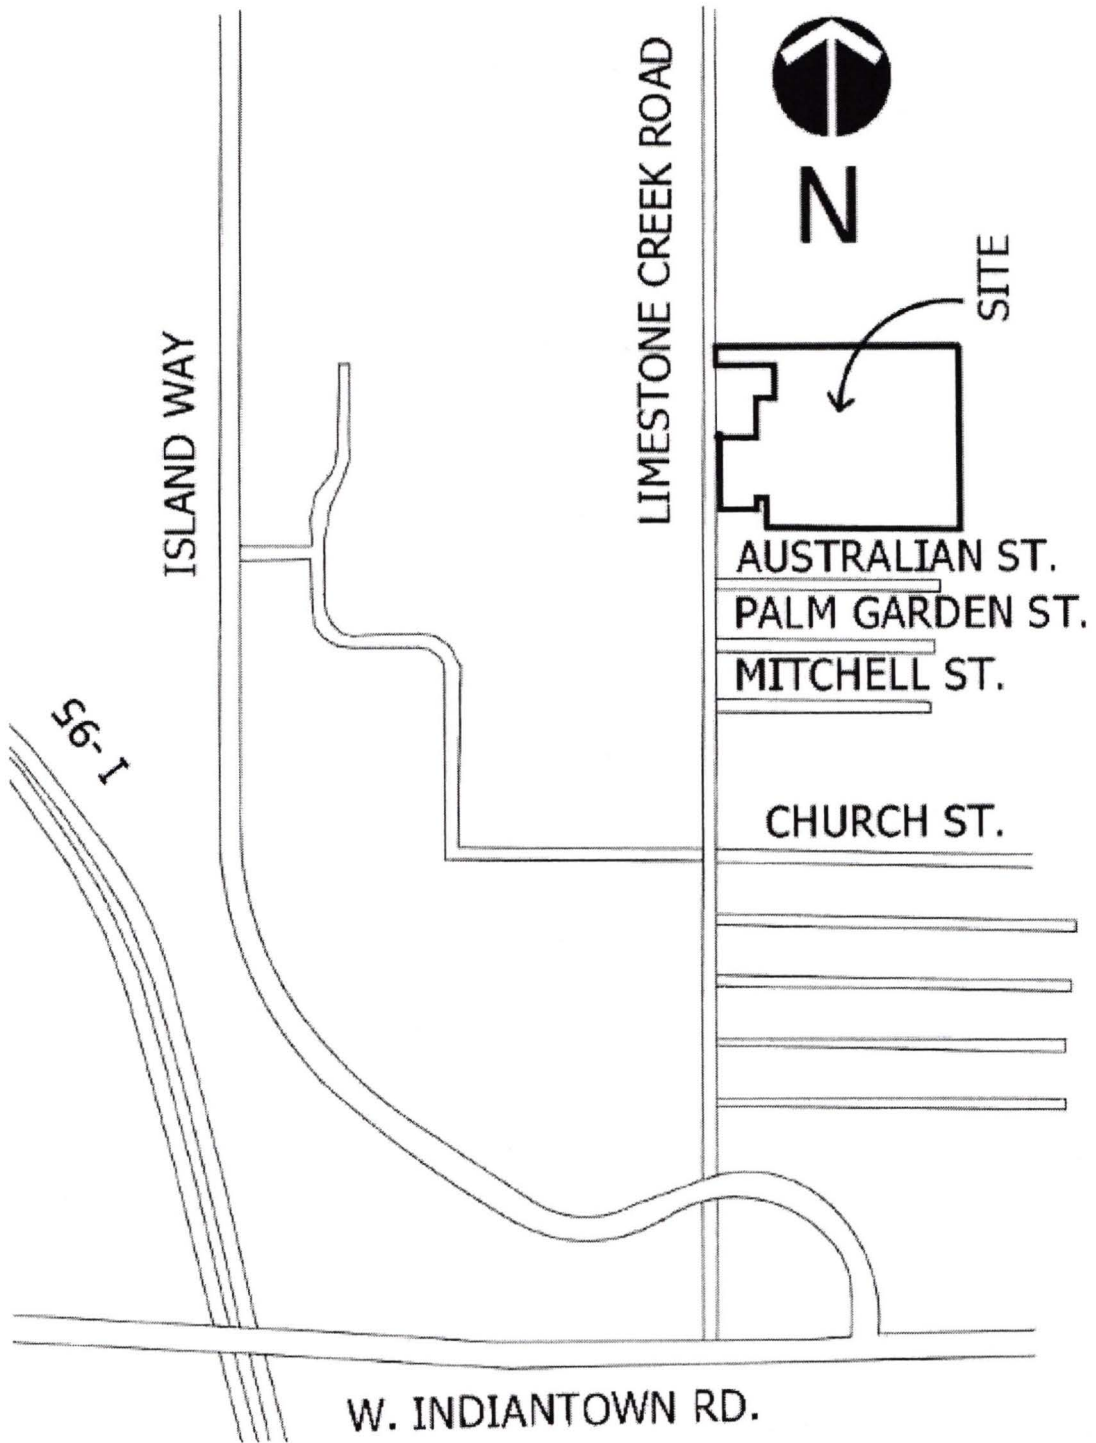 N
LIMESTONE CREEK ROAD
SITE
ISLAND WAY
AUSTRALIAN ST.
PALM GARDEN ST.
MITCHELL ST.
I-95
CHURCH ST.
W. INDIANTOWN RD.